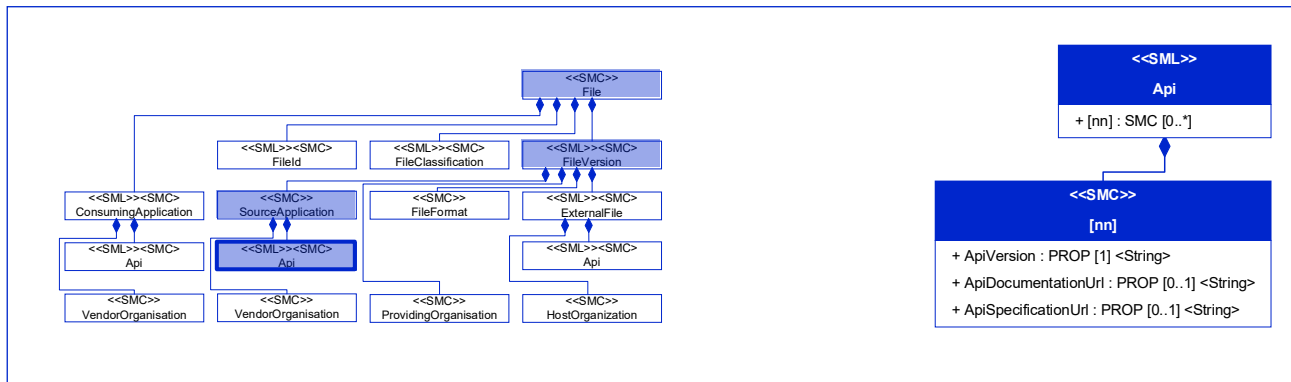 <<SMC>>
File
<<SML>><SMC>
FileId
<<SML>><SMC>
FileClassification
<<SML>><SMC>
FileVersion
<<SML>><SMC>
ConsumingApplication
<<SMC>>
SourceApplication
<<SMC>>
FileFormat
<<SML>><SMC>
ExternalFile
<<SML>><SMC>
Api
<<SML>><SMC>
Api
<<SML>><SMC>
Api
<<SMC>>
VendorOrganisation
<<SMC>>
VendorOrganisation
<<SMC>>
ProvidingOrganisation
<<SMC>>
HostOrganization
<<SML>>
Api
+ [nn] : SMC [0..*]
<<SMC>>
[nn]
+ ApiVersion : PROP [1] <String>
+ ApiDocumentationUrl : PROP [0..1] <String>
+ ApiSpecificationUrl : PROP [0..1] <String>